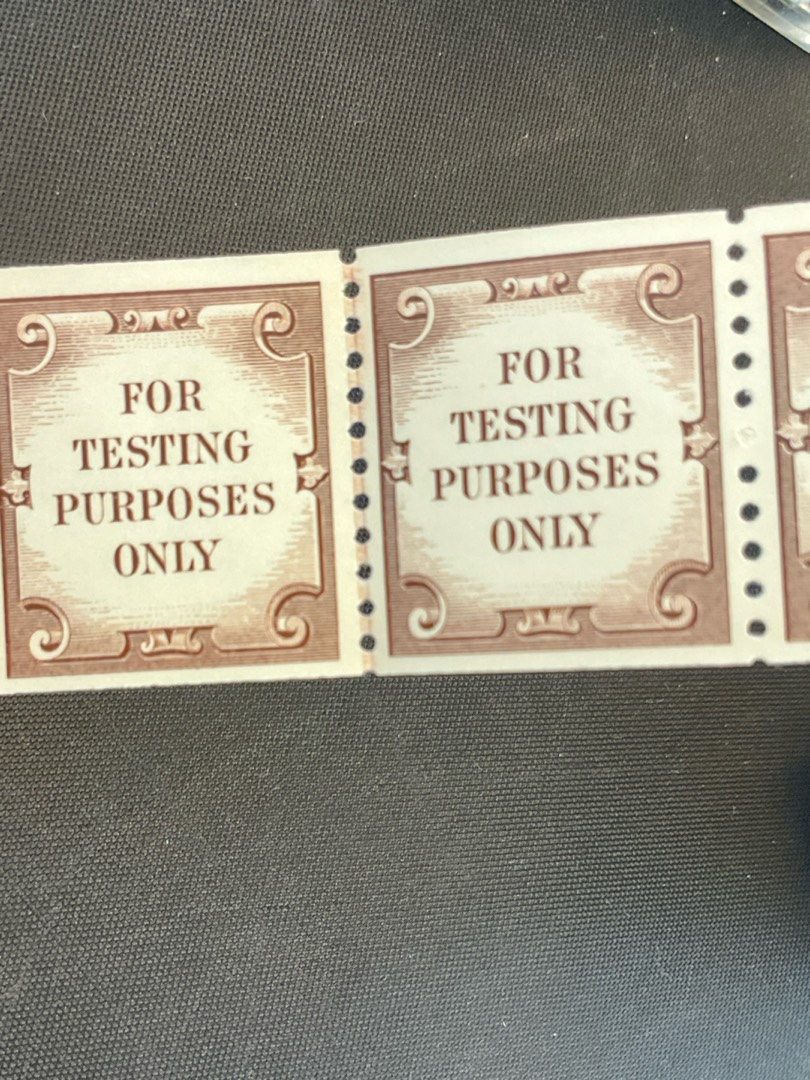 FOR
TESTING
PURPOSES
ONLY
FOR
TESTING
PURPOSES
ONLY